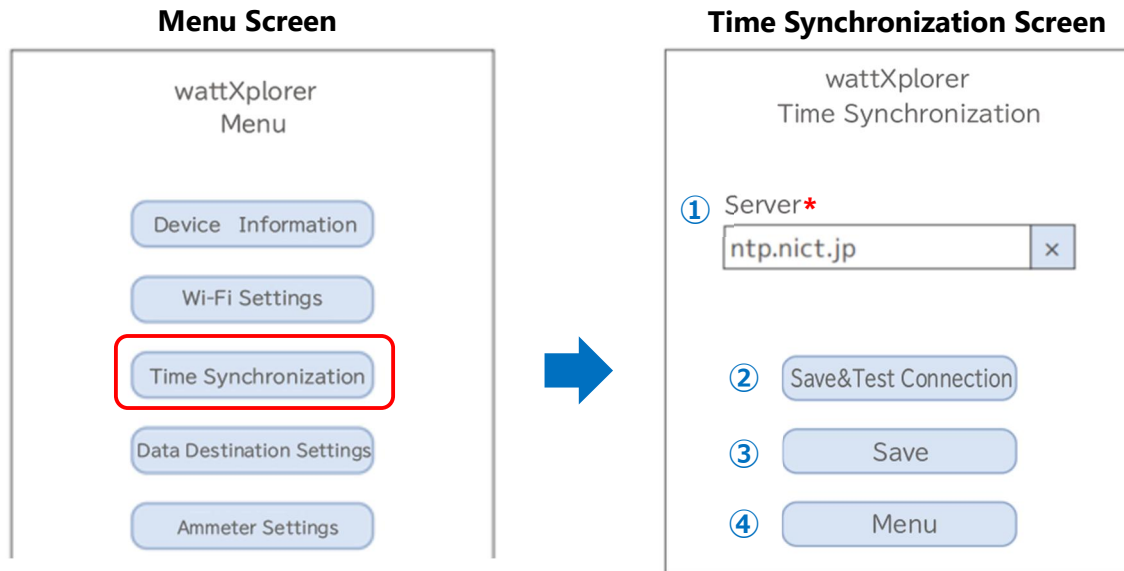 Menu Screen
wattXplorer
Menu
Device Information
Wi-Fi Settings
Time Synchronization
Data Destination Settings
Ammeter Settings
Time Synchronization Screen
wattXplorer
Time Synchronization
① Server*
ntp.nict.jp ×
② Save&Test Connection
③ Save
④ Menu